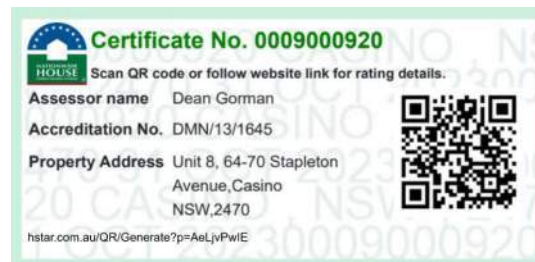 Certificate No. 0009000920
NATIONWIDE
HOUSE
Scan QR code or follow website link for rating details.
Assessor name Dean Gorman
Accreditation No. DMN/13/1645
Property Address Unit 8, 64-70 Stapleton
Avenue,Casino
NSW,2470
hstar.com.au/QR/Generate?p=AeLjvPwIE